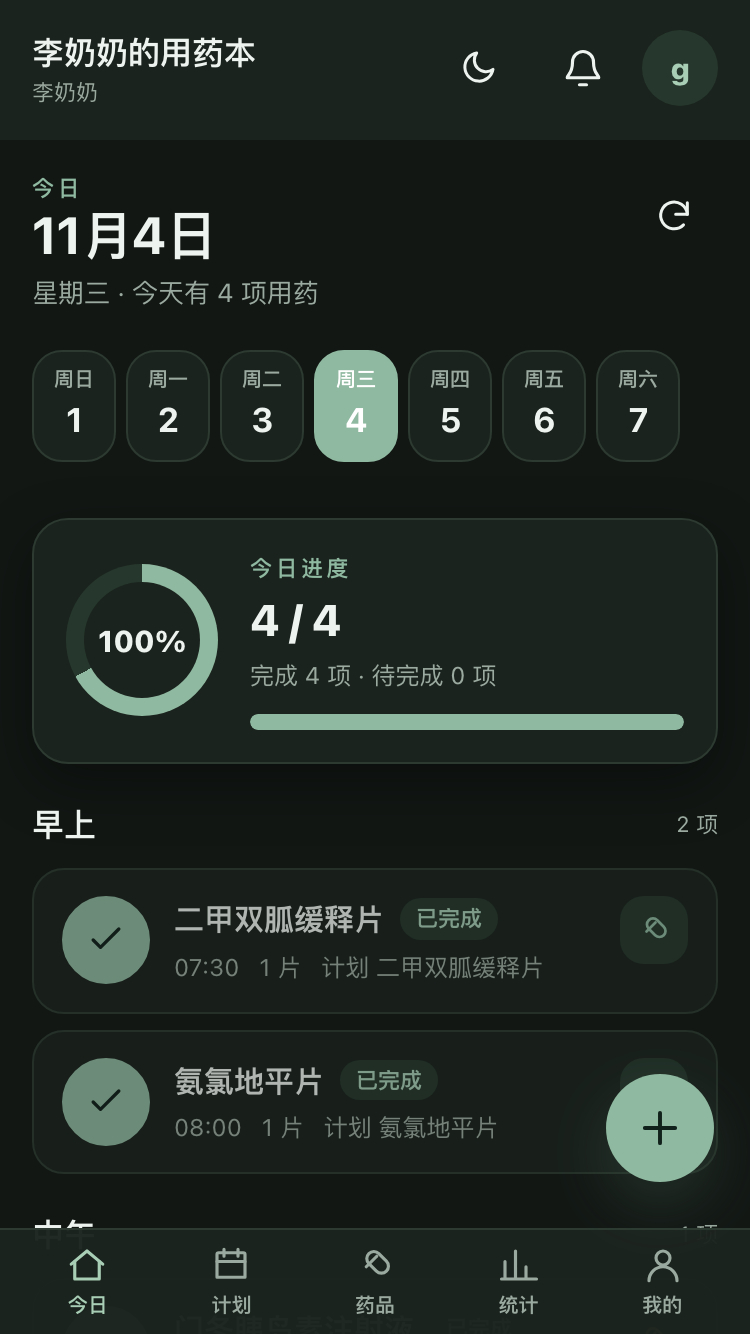 李奶奶的用药本
李奶奶
g
今日
11月4日
星期三 · 今天有 4 项用药
周日 周一 周二 周三 周四 周五 周六
1 2 3 4 5 6 7
100%
今日进度
4 / 4
完成 4 项 · 待完成 0 项
早上
2 项
二甲双胍缓释片 已完成
07:30 1 片 计划 二甲双胍缓释片
氨氯地平片 已完成
08:00 1 片 计划 氨氯地平片
中午
1 项
今日 计划 药品 统计 我的